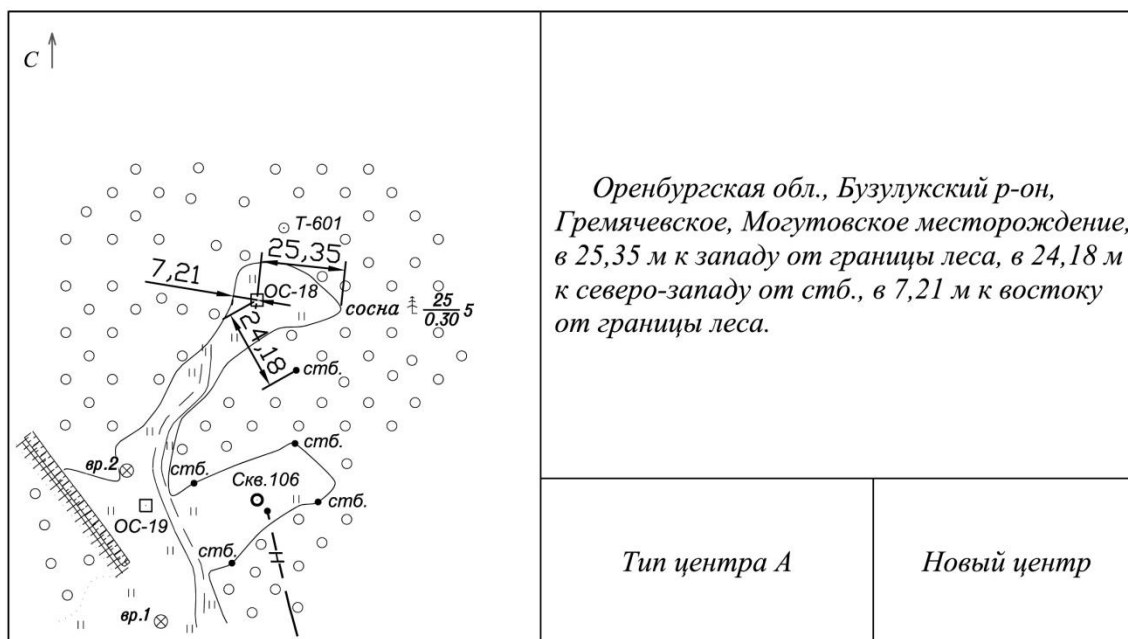 С
Т-601
25,35
7,21
ОС-18
сосна 25 5
0.30
24,18
стб.
стб.
вр.2
стб.
Скв.106
стб.
ОС-19
стб.
вр.1
Оренбургская обл., Бузулукский р-он,
Гремячевское, Могутовское месторождение,
в 25,35 м к западу от границы леса, в 24,18 м
к северо-западу от стб., в 7,21 м к востоку
от границы леса.
Тип центра А
Новый центр